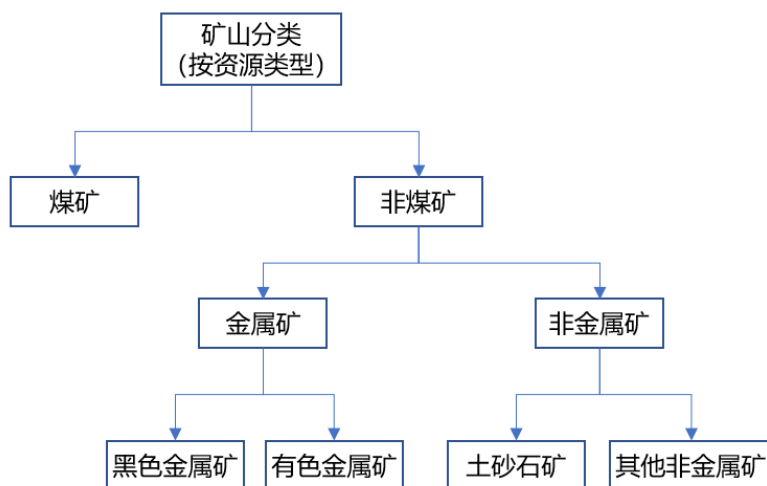 矿山分类
（按资源类型）
煤矿
非煤矿
金属矿
非金属矿
黑色金属矿
有色金属矿
土砂石矿
其他非金属矿